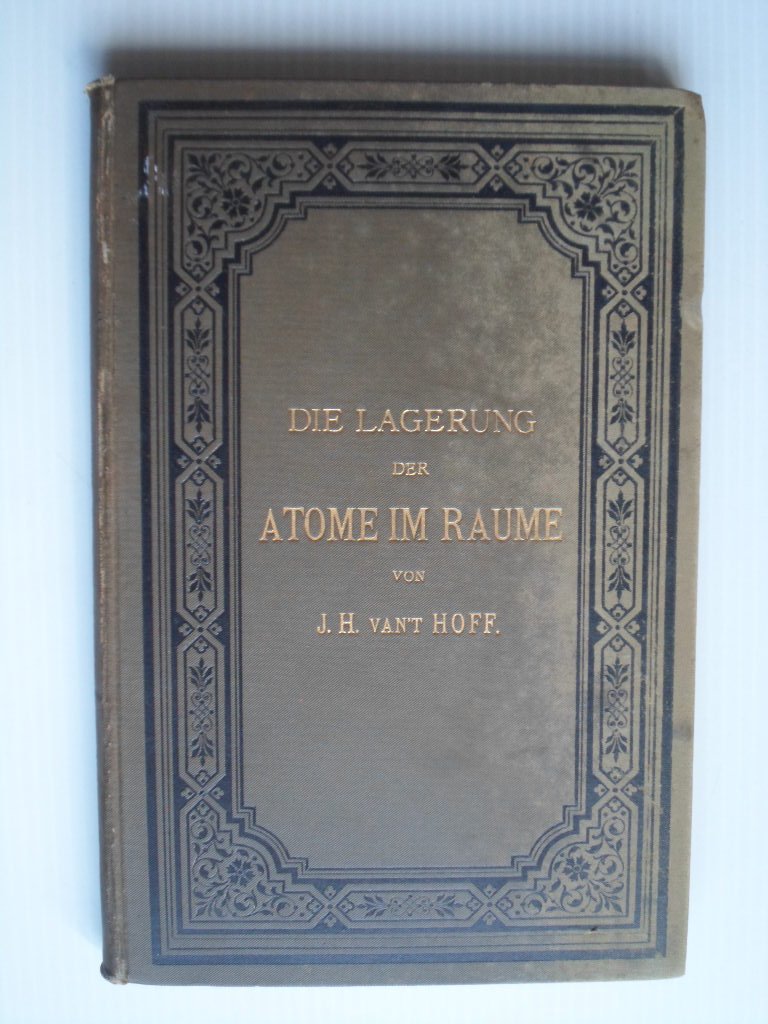 DIE LAGERUNG
DER
ATOME IM RAUME
VON
J. H. VAN'T HOFF.